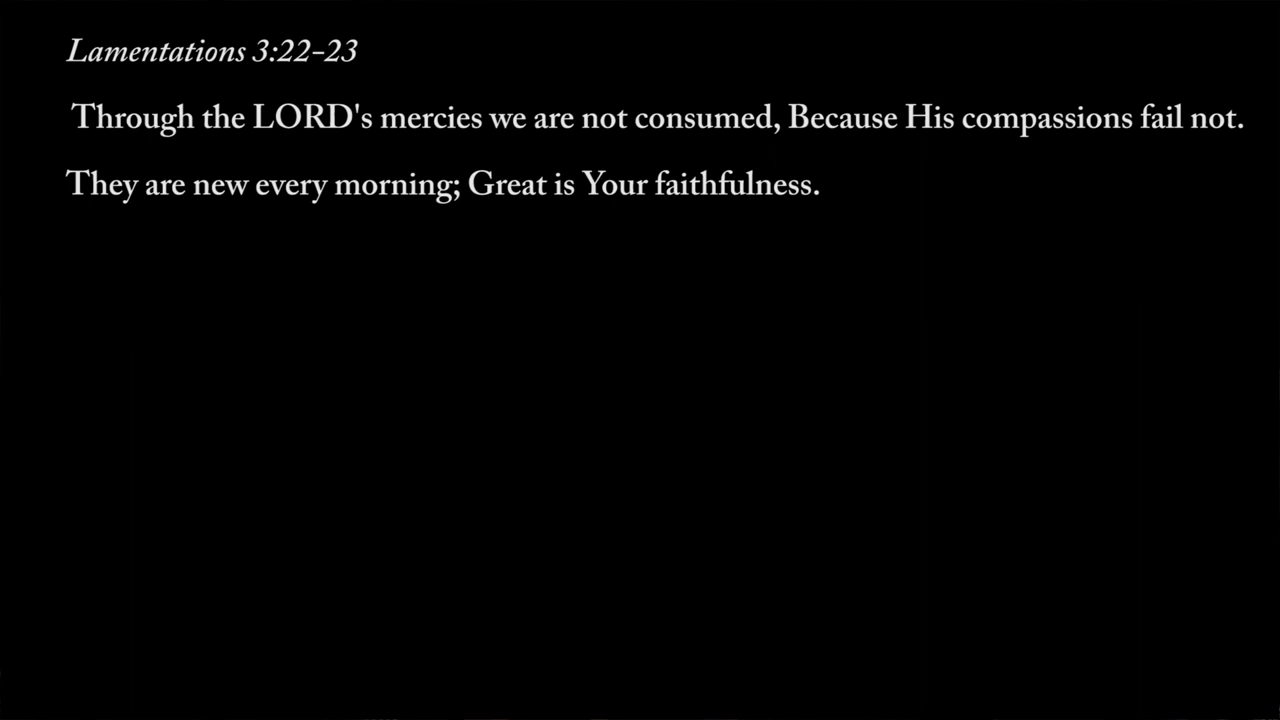 Lamentations 3:22-23
Through the LORD's mercies we are not consumed, Because His compassions fail not.
They are new every morning; Great is Your faithfulness.